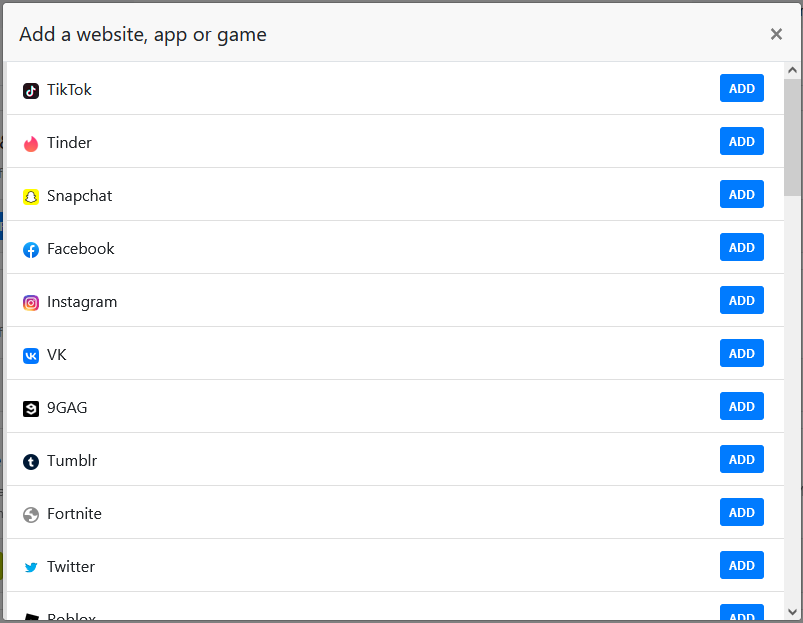 Add a website, app or game
×
TikTok ADD
Tinder ADD
Snapchat ADD
Facebook ADD
Instagram ADD
VK ADD
9GAG ADD
Tumblr ADD
Fortnite ADD
Twitter ADD
Roblox ADD